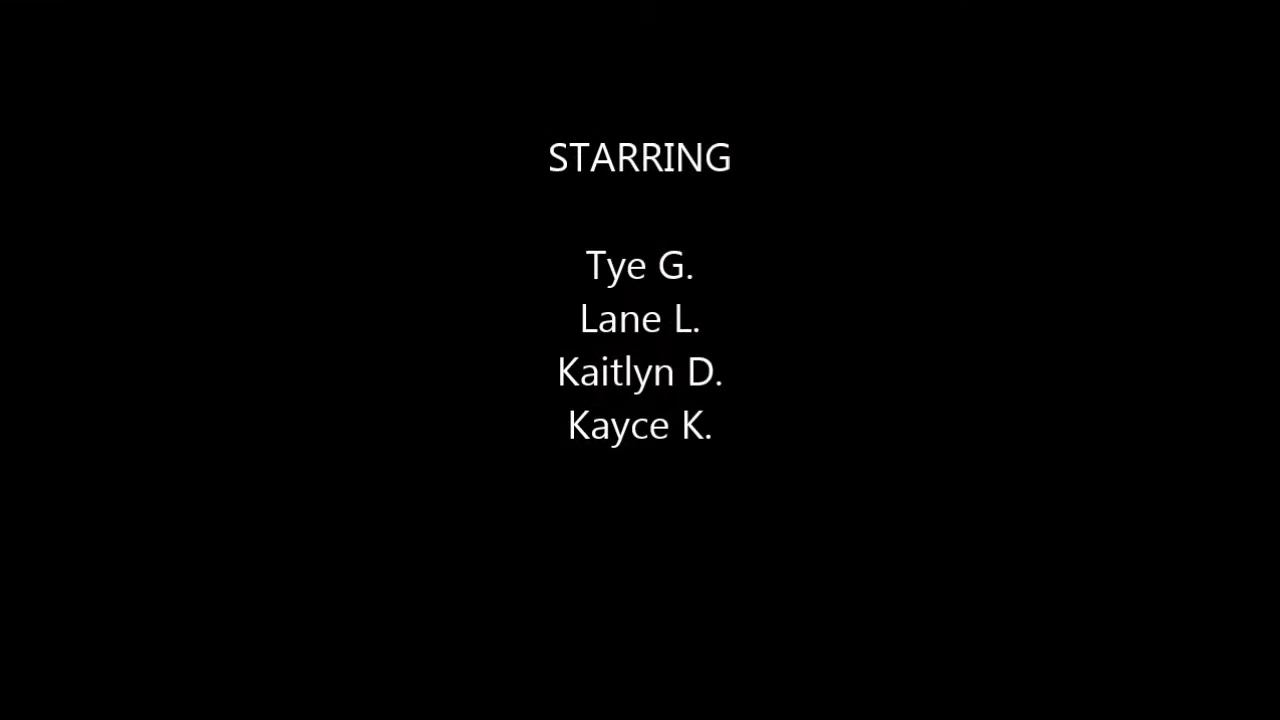 STARRING
Tye G.
Lane L.
Kaitlyn D.
Kayce K.